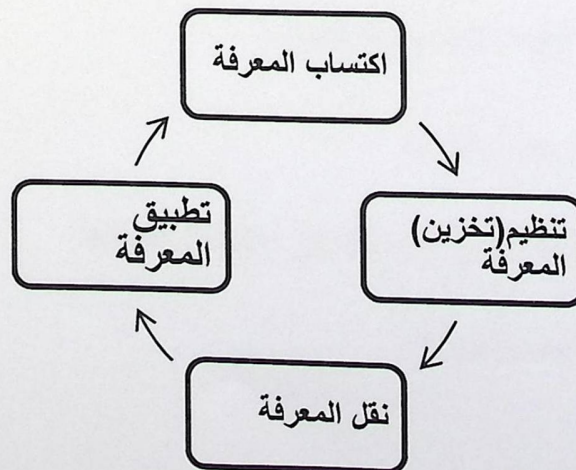 اكتساب المعرفة
تنظيم(تخزين)
المعرفة
نقل المعرفة
تطبيق
المعرفة